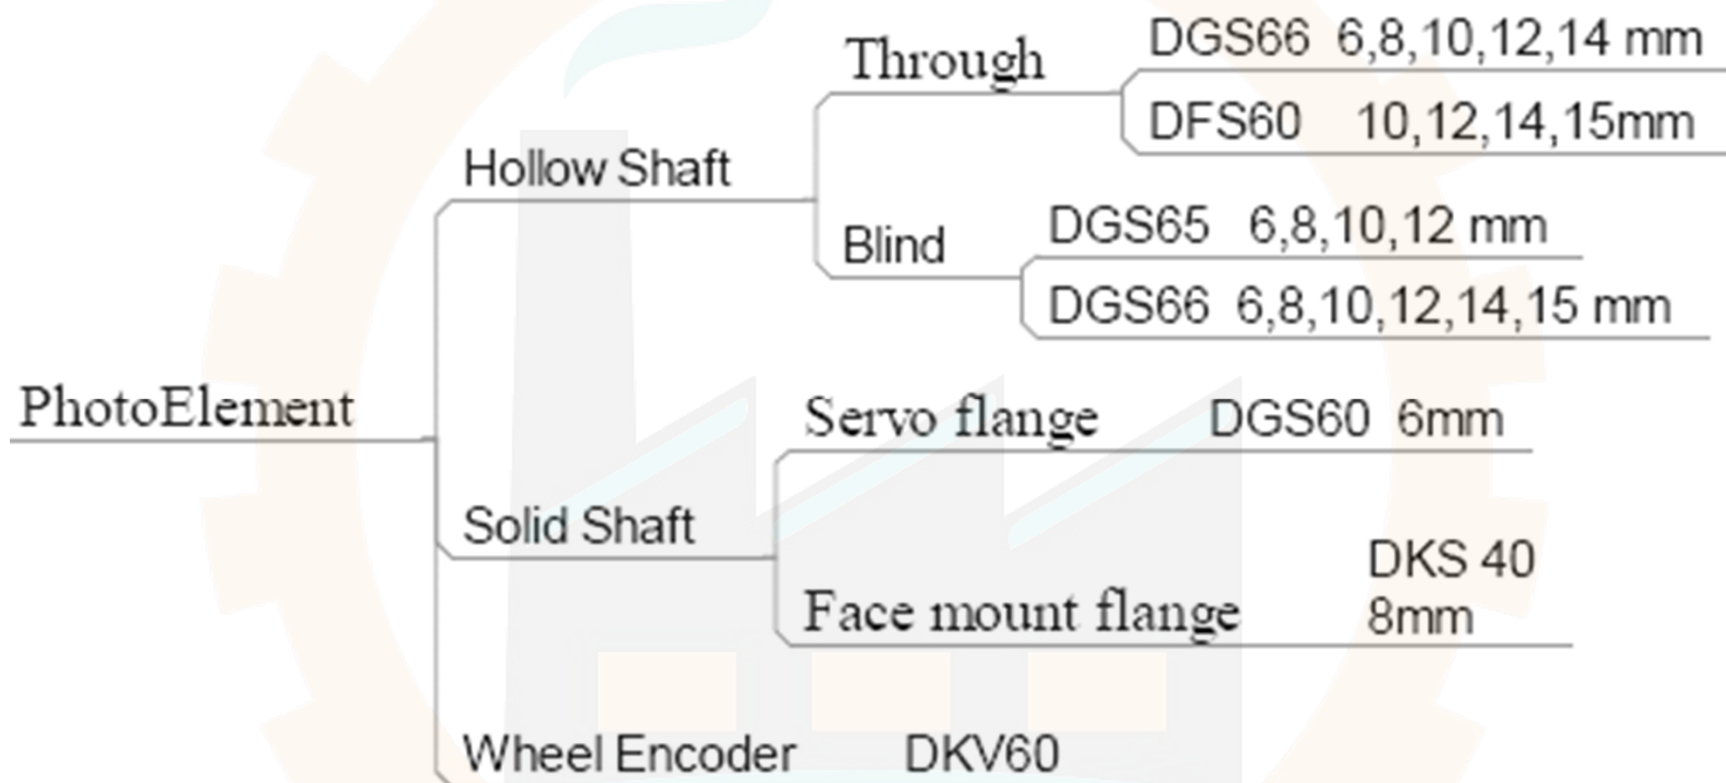 DGS66 6,8,10,12,14 mm
Through
DFS60 10,12,14,15mm
Hollow Shaft
DGS65 6,8,10,12 mm
Blind
DGS66 6,8,10,12,14,15 mm
PhotoElement
Servo flange DGS60 6mm
Solid Shaft
DKS 40
Face mount flange 8mm
Wheel Encoder DKV60